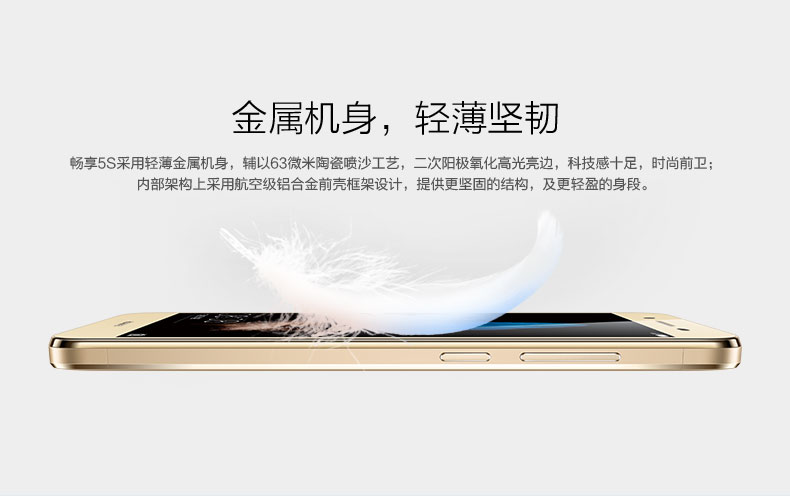 金属机身，轻薄坚韧
畅享5S采用轻薄金属机身，辅以63微米陶瓷喷沙工艺，二次阳极氧化高光亮边，科技感十足，时尚前卫；
内部架构上采用航空级铝合金前壳框架设计，提供更坚固的结构，及更轻盈的身段。